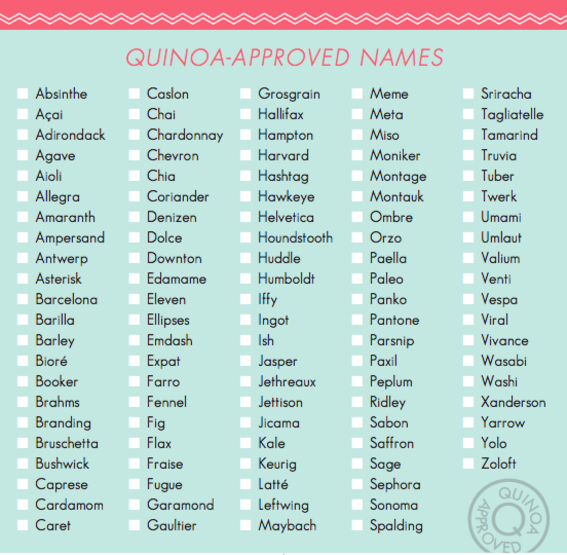 QUINOA-APPROVED NAMES
Absinthe
Açai
Adirondack
Agave
Aioli
Allegra
Amaranth
Ampersand
Antwerp
Asterisk
Barcelona
Barilla
Barley
Bioré
Booker
Brahms
Branding
Bruschetta
Bushwick
Caprese
Cardamom
Caret
Caslon
Chai
Chardonnay
Chevron
Chia
Coriander
Denizen
Dolce
Downton
Edamame
Eleven
Ellipses
Emdash
Expat
Farro
Fennel
Fig
Flax
Fraise
Fugue
Garamond
Gaultier
Grosgrain
Hallifax
Hampton
Harvard
Hashtag
Hawkeye
Helvetica
Houndstooth
Huddle
Humboldt
Iffy
Ingot
Ish
Jasper
Jethreaux
Jettison
Jicama
Kale
Keurig
Latté
Leftwing
Maybach
Meme
Meta
Miso
Moniker
Montage
Montauk
Ombre
Orzo
Paella
Paleo
Panko
Pantone
Parsnip
Paxil
Peplum
Ridley
Sabon
Saffron
Sage
Sephora
Sonoma
Spalding
Sriracha
Tagliatelle
Tamarind
Truvia
Tuber
Twerk
Umami
Umlaut
Valium
Venti
Vespa
Viral
Vivance
Wasabi
Washi
Xanderson
Yarrow
Yolo
Zoloft
QUINOA
Q
APPROVED